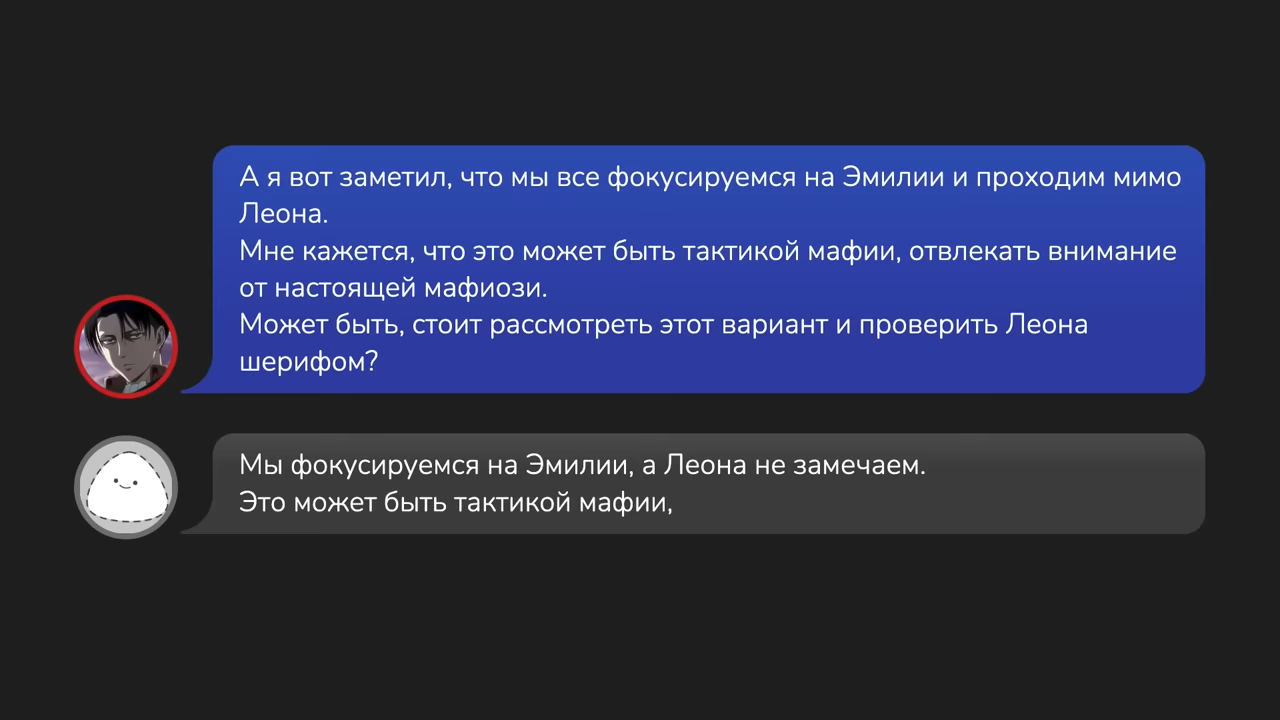 А я вот заметил, что мы все фокусируемся на Эмилии и проходим мимо
Леона.
Мне кажется, что это может быть тактикой мафии, отвлекать внимание
от настоящей мафиози.
Может быть, стоит рассмотреть этот вариант и проверить Леона
шерифом?
Мы фокусируемся на Эмилии, а Леона не замечаем.
Это может быть тактикой мафии,